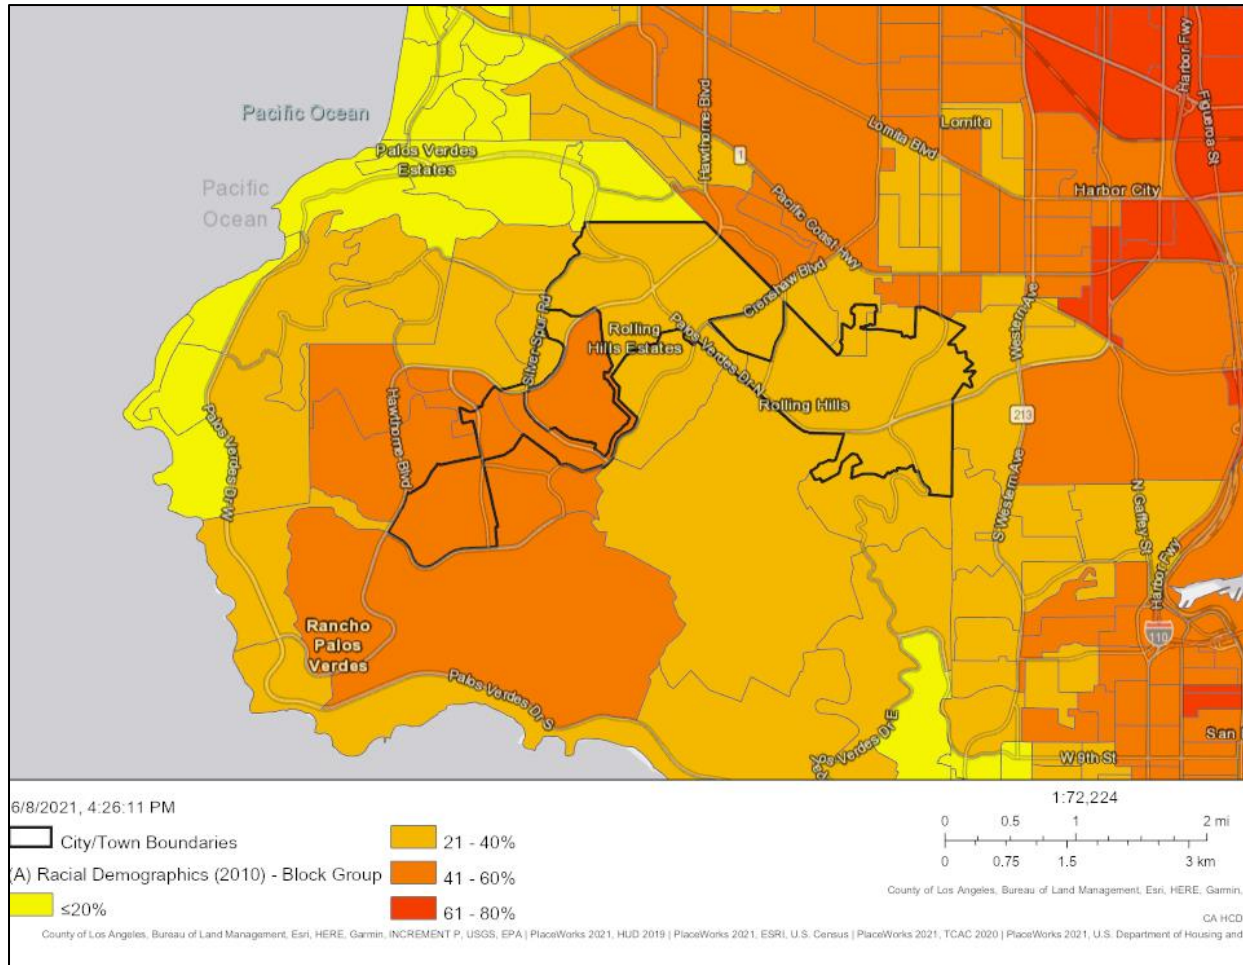 Pacific Ocean
Pacific
Ocean
Palos Verdes
Estates
Hawthorne Blvd
1
Lomita Blvd
Lomita
Harbor Fwy
Figueroa St
Harbor City
Pacific Coast Hwy
Crenshaw Blvd
Western Ave
Silver Spur Rd
Rolling
Hills Estates
Palos Verdes Dr N
Rolling Hills
213
Palos Verdes Dr W
Hawthorne Blvd
S Western Ave
N Gaffey St
Harbor Fwy
110
Rancho
Palos
Verdes
Palos Verdes Dr S
os Verdes Dr E
W 9th St
San
6/8/2021, 4:26:11 PM
City/Town Boundaries
(A) Racial Demographics (2010) - Block Group
≤20%
21 - 40%
41 - 60%
61 - 80%
1:72,224
0 0.5 1 2 mi
0 0.75 1.5 3 km
County of Los Angeles, Bureau of Land Management, Esri, HERE, Garmin,
CA HCD
County of Los Angeles, Bureau of Land Management, Esri, HERE, Garmin, INCREMENT P, USGS, EPA | PlaceWorks 2021, HUD 2019 | PlaceWorks 2021, ESRI, U.S. Census | PlaceWorks 2021, TCAC 2020 | PlaceWorks 2021, U.S. Department of Housing and